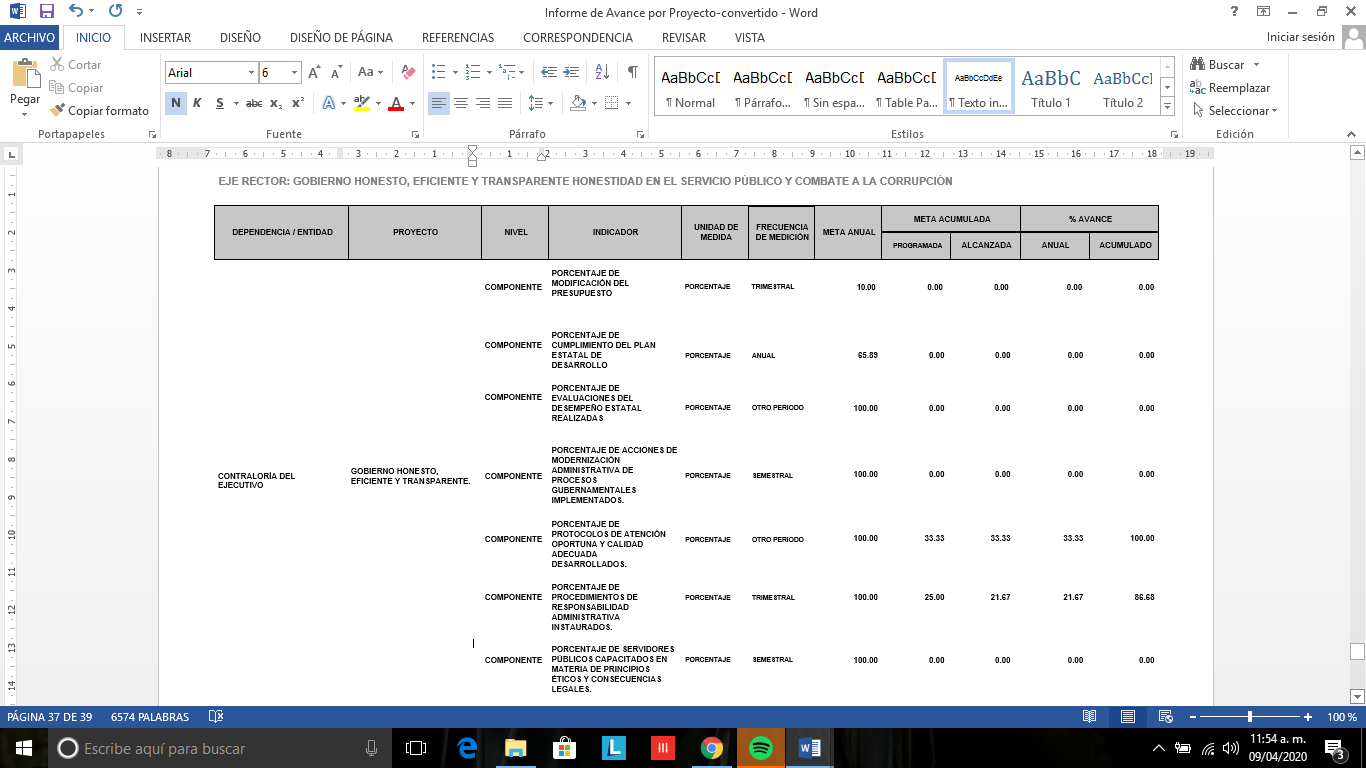 Informe de Avance por Proyecto-convertido - Word
ARCHIVO INICIO INSERTAR DISEÑO DISEÑO DE PÁGINA REFERENCIAS CORRESPONDENCIA REVISAR VISTA Iniciar sesión
Pegar
Cortar
Copiar
Copiar formato
Portapapeles
Arial 6
N K S abc x₂ x²
Fuente
Párrafo
AaBbCcD AaBbCcD AaBbCcD AaBbCcD AaBbCcDdEe AaBbC AaBbCc
¶ Normal ¶ Párrafo... ¶ Sin espa... ¶ Table Pa... ¶ Texto in... Título 1 Título 2
Estilos
Buscar
Reemplazar
Seleccionar
Edición
EJE RECTOR: GOBIERNO HONESTO, EFICIENTE Y TRANSPARENTE HONESTIDAD EN EL SERVICIO PÚBLICO Y COMBATE A LA CORRUPCIÓN
DEPENDENCIA / ENTIDAD PROYECTO NIVEL INDICADOR UNIDAD DE MEDIDA FRECUENCIA DE MEDICIÓN META ANUAL META ACUMULADA % AVANCE
PROGRAMADA ALCANZADA ANUAL ACUMULADO
PORCENTAJE DE
MODIFICACIÓN DEL
PRESUPUESTO
COMPONENTE PORCENTAJE TRIMESTRAL 10.00 0.00 0.00 0.00 0.00
PORCENTAJE DE
CUMPLIMIENTO DEL PLAN
ESTATAL DE
DESARROLLO
COMPONENTE PORCENTAJE ANUAL 65.89 0.00 0.00 0.00 0.00
PORCENTAJE DE
EVALUACIONES DEL
DESEMPEÑO ESTATAL
REALIZADAS
COMPONENTE PORCENTAJE OTRO PERIODO 100.00 0.00 0.00 0.00 0.00
CONTRALORÍA DEL
EJECUTIVO
GOBIERNO HONESTO,
EFICIENTE Y TRANSPARENTE.
PORCENTAJE DE ACCIONES DE
MODERNIZACIÓN
ADMINISTRATIVA DE
PROCESOS
GUBERNAMENTALES
IMPLEMENTADOS.
COMPONENTE PORCENTAJE SEMESTRAL 100.00 0.00 0.00 0.00 0.00
PORCENTAJE DE
PROTOCOLOS DE ATENCIÓN
OPORTUNA Y CALIDAD
ADECUADA
DESARROLLADOS.
COMPONENTE PORCENTAJE OTRO PERIODO 100.00 33.33 33.33 33.33 100.00
PORCENTAJE DE
PROCEDIMIENTOS DE
RESPONSABILIDAD
ADMINISTRATIVA
INSTAURADOS.
COMPONENTE PORCENTAJE TRIMESTRAL 100.00 25.00 21.67 21.67 86.68
PORCENTAJE DE SERVIDORES
PÚBLICOS CAPACITADOS EN
MATERIA DE PRINCIPIOS
ÉTICOS Y CONSECUENCIAS
LEGALES.
COMPONENTE PORCENTAJE SEMESTRAL 100.00 0.00 0.00 0.00 0.00
PÁGINA 37 DE 39 6574 PALABRAS 100 %
Escribe aquí para buscar
11:54 a. m.
09/04/2020
3